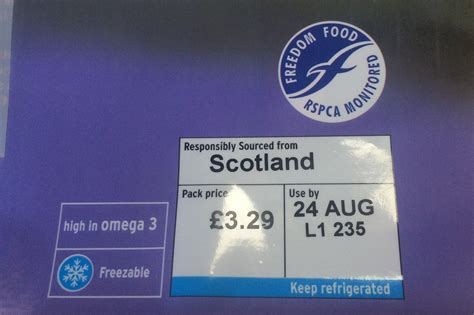 FREEDOM FOOD
RSPCA MONITORED
Responsibly Sourced from
Scotland
Pack price
£3.29
Use by
24 AUG
L1 235
Keep refrigerated
high in omega 3
Freezable